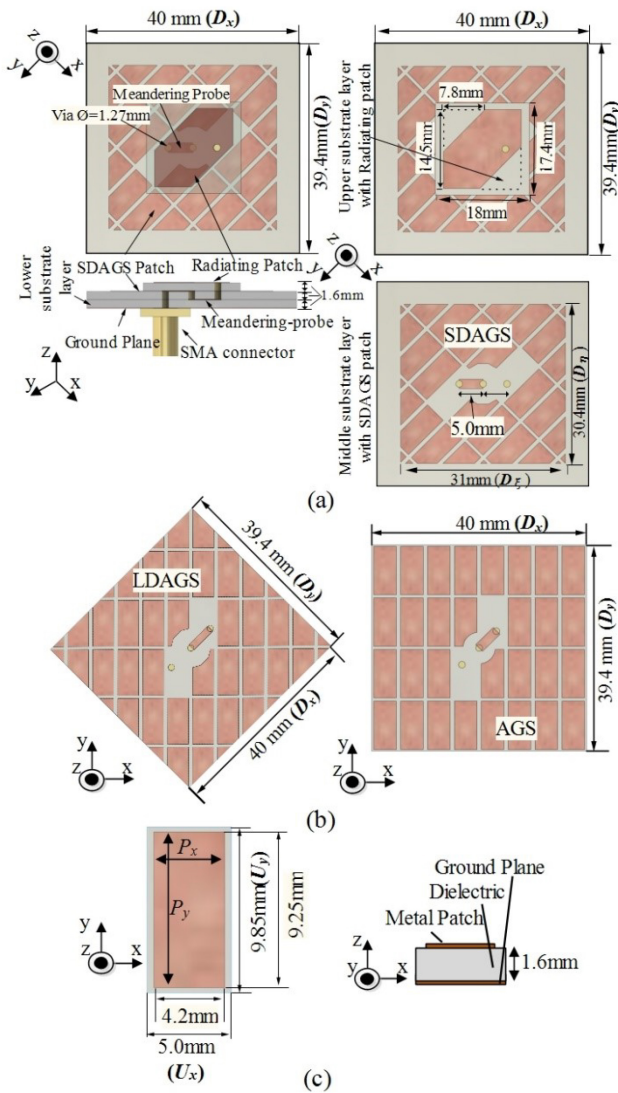 40 mm (Dx)
z
y
x
Meandering Probe
Via Ø=1.27mm
39.4mm(Dy)
SDAGS Patch
Radiating Patch
Lower substrate layer
1.6mm
Ground Plane
Meandering-probe
SMA connector
z
y
x
40 mm (Dx)
Upper substrate layer
with Radiating patch
7.8mm
14.5mm
17.4mm
18mm
39.4mm(Dy)
z
y
x
Middle substrate layer
with SDAGS patch
SDAGS
5.0mm
30.4mm(Dη)
31mm(Dξ)
(a)
LDAGS
39.4 mm (Dy)
40 mm (Dx)
y
z
x
40 mm (Dx)
39.4 mm (Dy)
AGS
y
z
x
(b)
Px
Py
9.85mm(Uy)
9.25mm
4.2mm
5.0mm
(Ux)
y
z
x
Ground Plane
Dielectric
Metal Patch
1.6mm
z
y
x
(c)